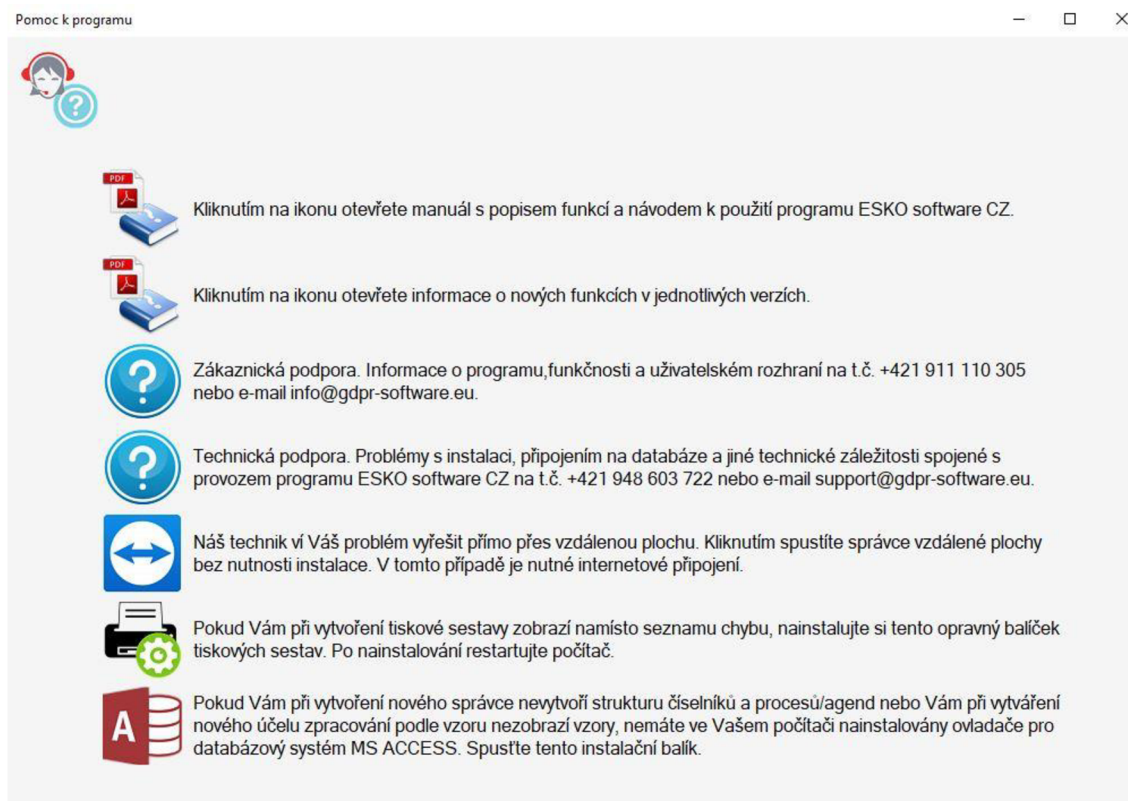 Pomoc k programu
PDF
Kliknutím na ikonu otevřete manuál s popisem funkcí a návodem k použití programu ESKO software CZ.
PDF
Kliknutím na ikonu otevřete informace o nových funkcích v jednotlivých verzích.
Zákaznická podpora. Informace o programu,funkčnosti a uživatelském rozhraní na t.č. +421 911 110 305
nebo e-mail info@gdpr-software.eu.
Technická podpora. Problémy s instalaci, připojením na databáze a jiné technické záležitosti spojené s
provozem programu ESKO software CZ na t.č. +421 948 603 722 nebo e-mail support@gdpr-software.eu.
Náš technik ví Váš problém vyřešit přímo přes vzdálenou plochu. Kliknutím spustíte správce vzdálené plochy
bez nutnosti instalace. V tomto případě je nutné internetové připojení.
Pokud Vám při vytvoření tiskové sestavy zobrazí namísto seznamu chybu, nainstalujte si tento opravný balíček
tiskových sestav. Po nainstalování restartujte počítač.
Pokud Vám při vytvoření nového správce nevytvoří strukturu číselníků a procesů/agend nebo Vám při vytváření
nového účelu zpracování podle vzoru nezobrazí vzory, nemáte ve Vašem počítači nainstalovány ovladače pro
A
databázový systém MS ACCESS. Spusťte tento instalační balík.